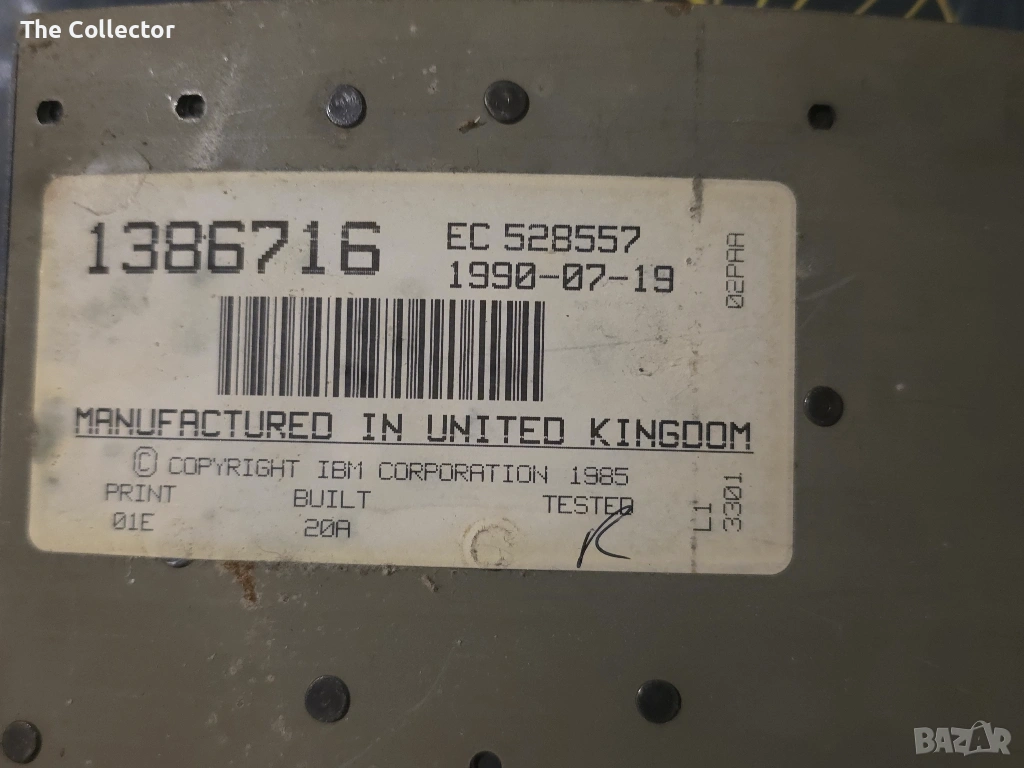 The Collector
1386716
EC 528557
1990-07-19
02PAA
MANUFACTURED IN UNITED KINGDOM
© COPYRIGHT IBM CORPORATION 1985
PRINT BUILT TESTED
01E 20A
L1'
3301
BAZAR